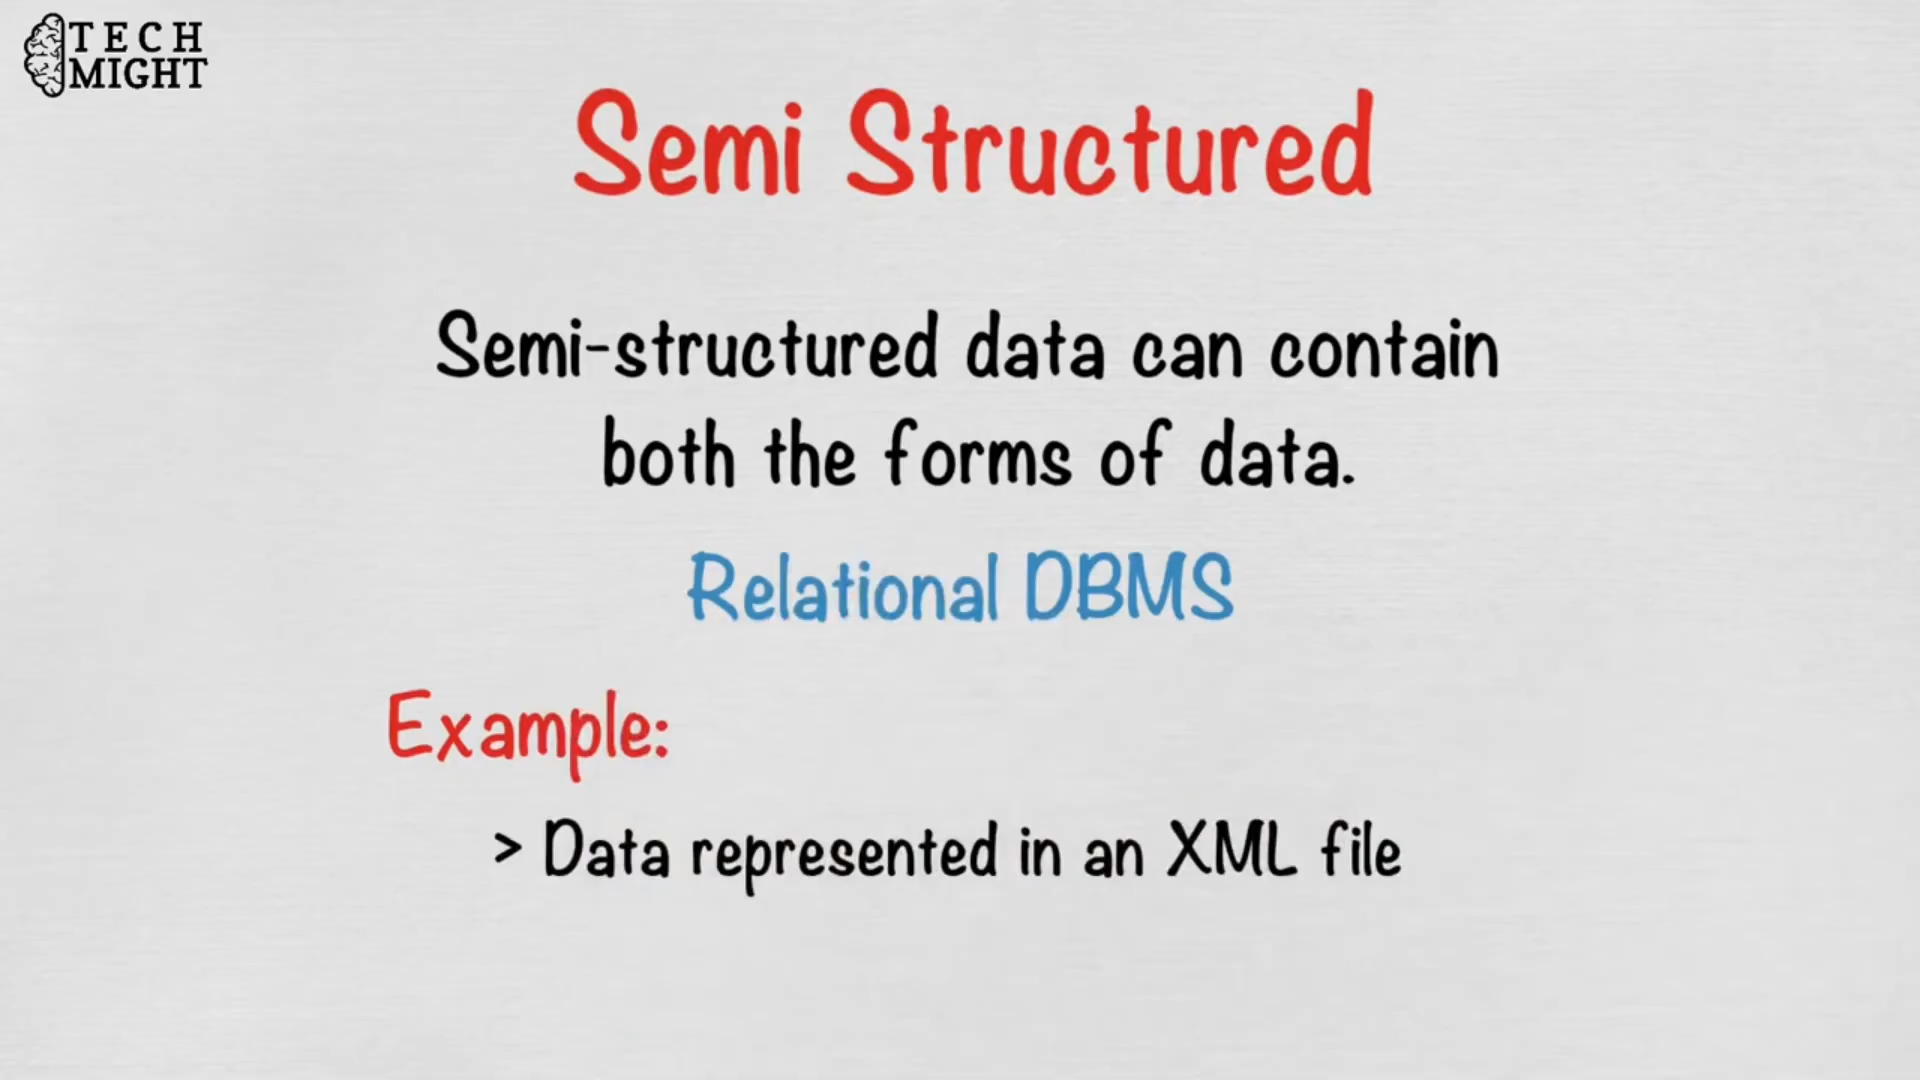 TECH
MIGHT
Semi Structured
Semi-structured data can contain
both the forms of data.
Relational DBMS
Example:
> Data represented in an XML file